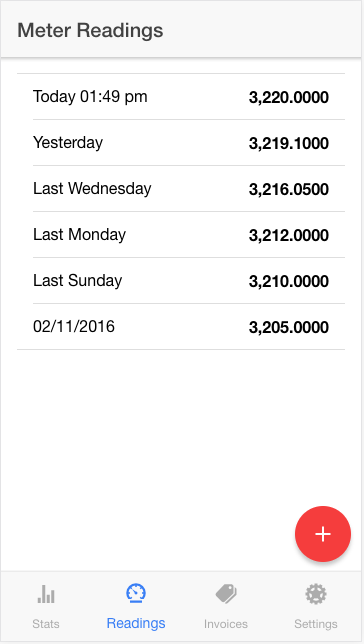 Meter Readings
Today 01:49 pm 3,220.0000
Yesterday 3,219.1000
Last Wednesday 3,216.0500
Last Monday 3,212.0000
Last Sunday 3,210.0000
02/11/2016 3,205.0000
Stats Readings Invoices Settings